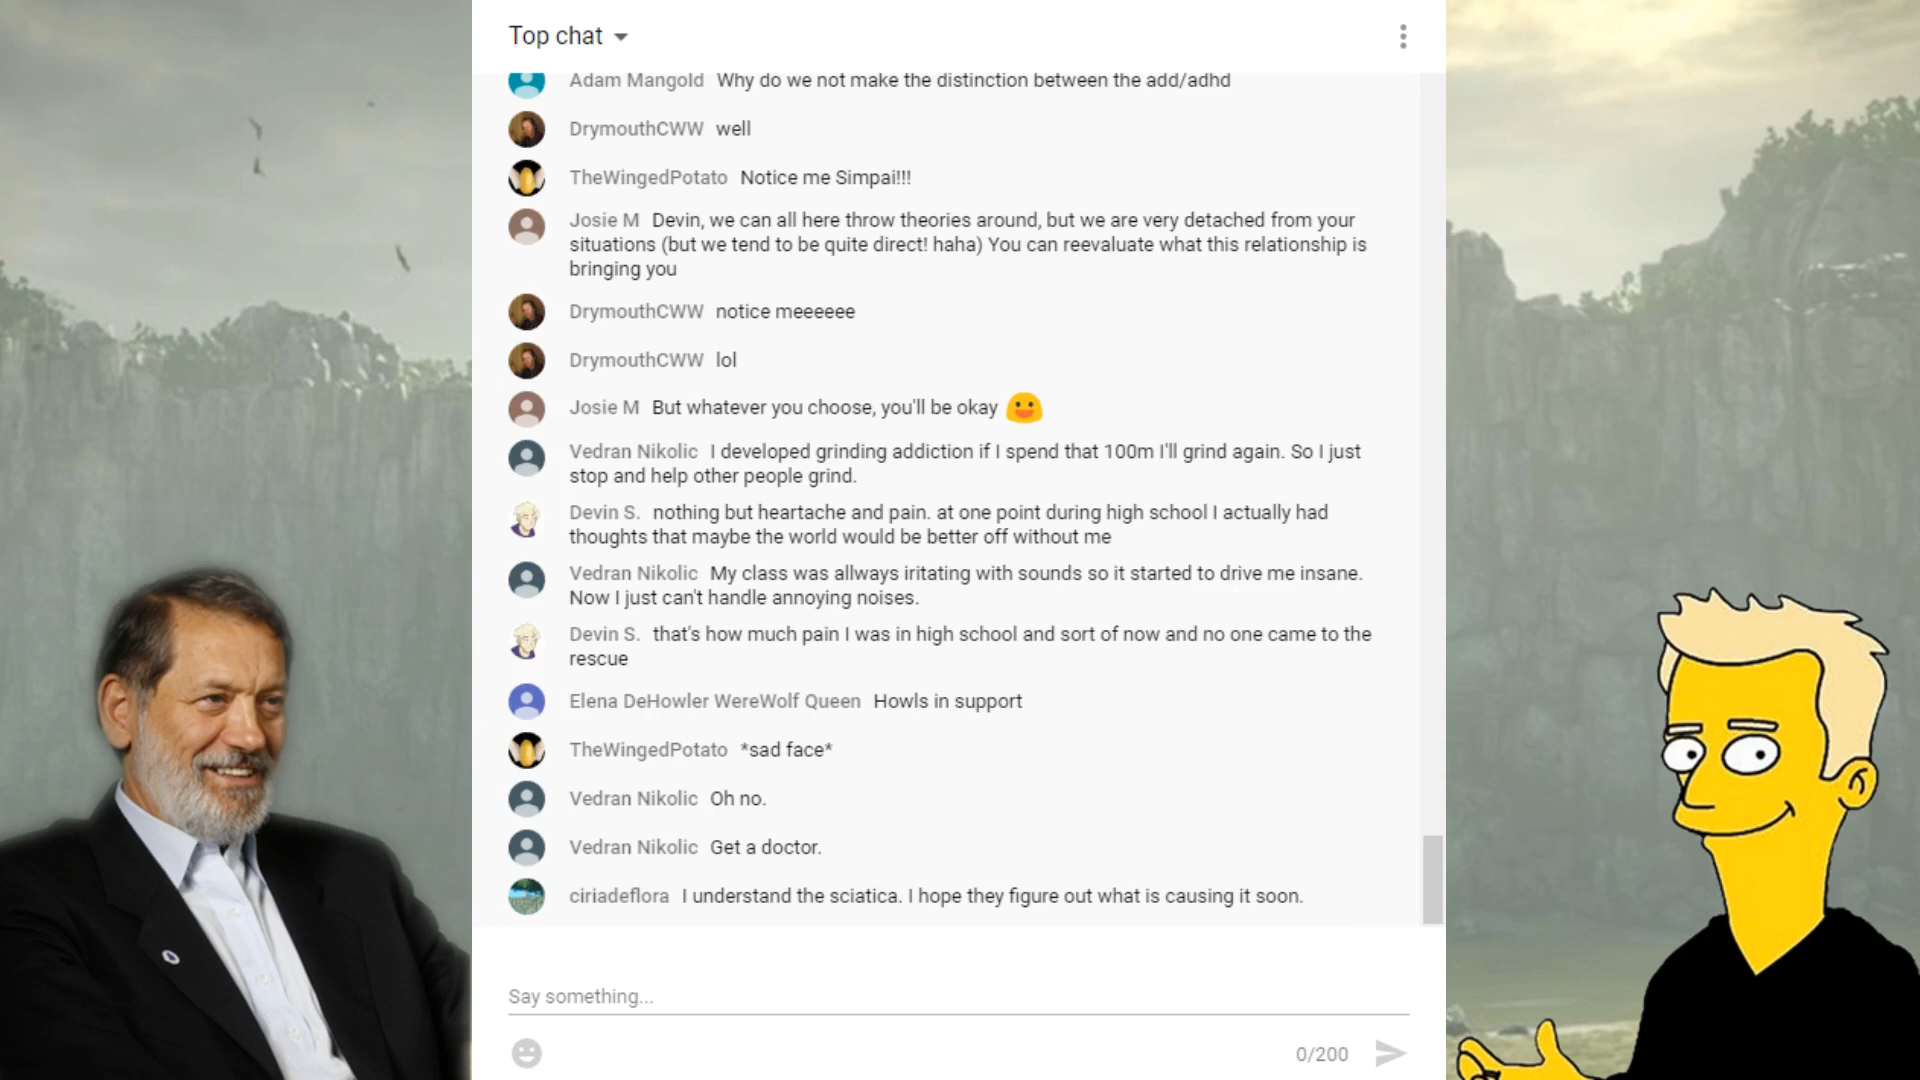 Top chat
Adam Mangold Why do we not make the distinction between the add/adhd
DrymouthCWW well
TheWingedPotato Notice me Simpai!!!
Josie M Devin, we can all here throw theories around, but we are very detached from your
situations (but we tend to be quite direct! haha) You can reevaluate what this relationship is
bringing you
DrymouthCWW notice meeeeee
DrymouthCWW lol
Josie M But whatever you choose, you'll be okay
Vedran Nikolic I developed grinding addiction if I spend that 100m I'll grind again. So I just
stop and help other people grind.
Devin S. nothing but heartache and pain. at one point during high school I actually had
thoughts that maybe the world would be better off without me
Vedran Nikolic My class was allways iritating with sounds so it started to drive me insane.
Now I just can't handle annoying noises.
Devin S. that's how much pain I was in high school and sort of now and no one came to the
rescue
Elena DeHowler WereWolf Queen Howls in support
TheWingedPotato *sad face*
Vedran Nikolic Oh no.
Vedran Nikolic Get a doctor.
ciriadeflora I understand the sciatica. I hope they figure out what is causing it soon.
Say something...
0/200